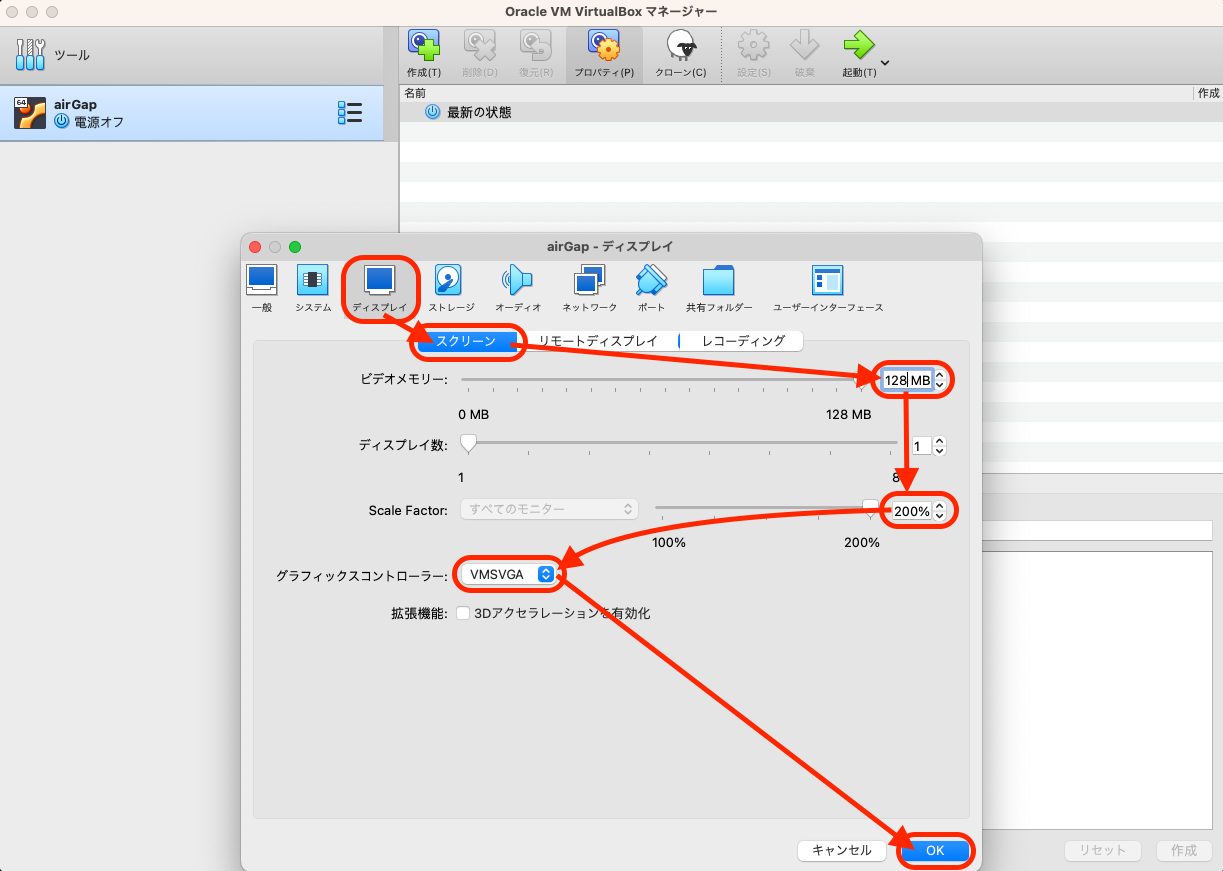 Oracle VM VirtualBox マネージャー
ツール
作成(T) 削除(D) 復元(R) プロパティ(P) クローン(C) 設定(S) 破棄 起動(T)
名前 作成
64
airGap
電源オフ
最新の状態
airGap - ディスプレイ
一般 システム ディスプレイ ストレージ オーディオ ネットワーク ポート 共有フォルダー ユーザーインターフェース
スクリーン リモートディスプレイ レコーディング
ビデオメモリー: 128 MB
0 MB 128 MB
ディスプレイ数: 1
1 8
Scale Factor: すべてのモニター 200%
100% 200%
グラフィックスコントローラー: VMSVGA
拡張機能: 3Dアクセラレーションを有効化
キャンセル OK
リセット 作成